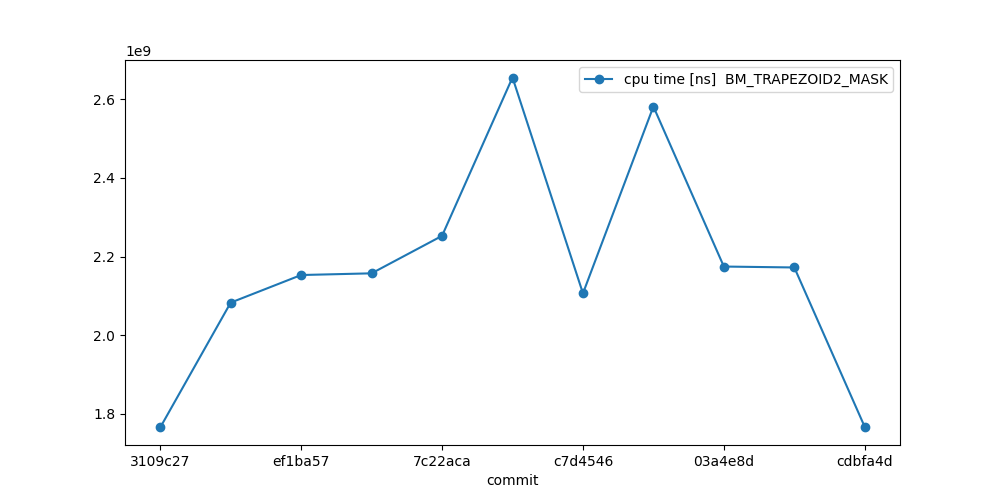 1e9
cpu time [ns]  BM_TRAPEZOID2_MASK
2.6
2.4
2.2
2.0
1.8
3109c27 ef1ba57 7c22aca c7d4546 03a4e8d cdbfa4d
commit